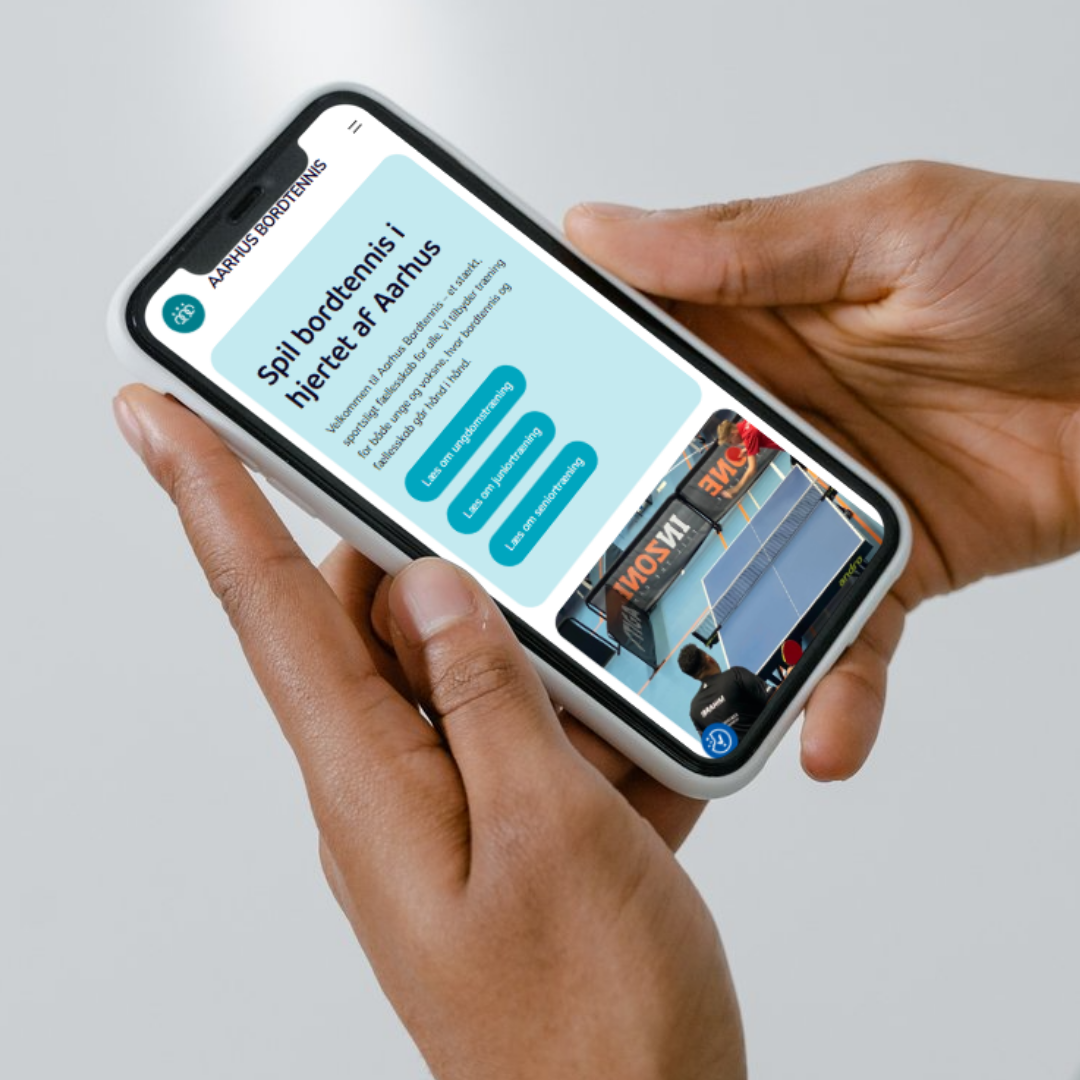 AARHUS BORDTENNIS
Spil bordtennis i
hjertet af Aarhus
Velkommen til Aarhus Bordtennis – et stærkt,
sportsligt fællesskab for alle. Vi tilbyder træning
for både unge og voksne, hvor bordtennis og
fællesskab går hånd i hånd.
Læs om ungdomstræning
Læs om juniortræning
Læs om seniortræning
ZONE
INZONE
andro